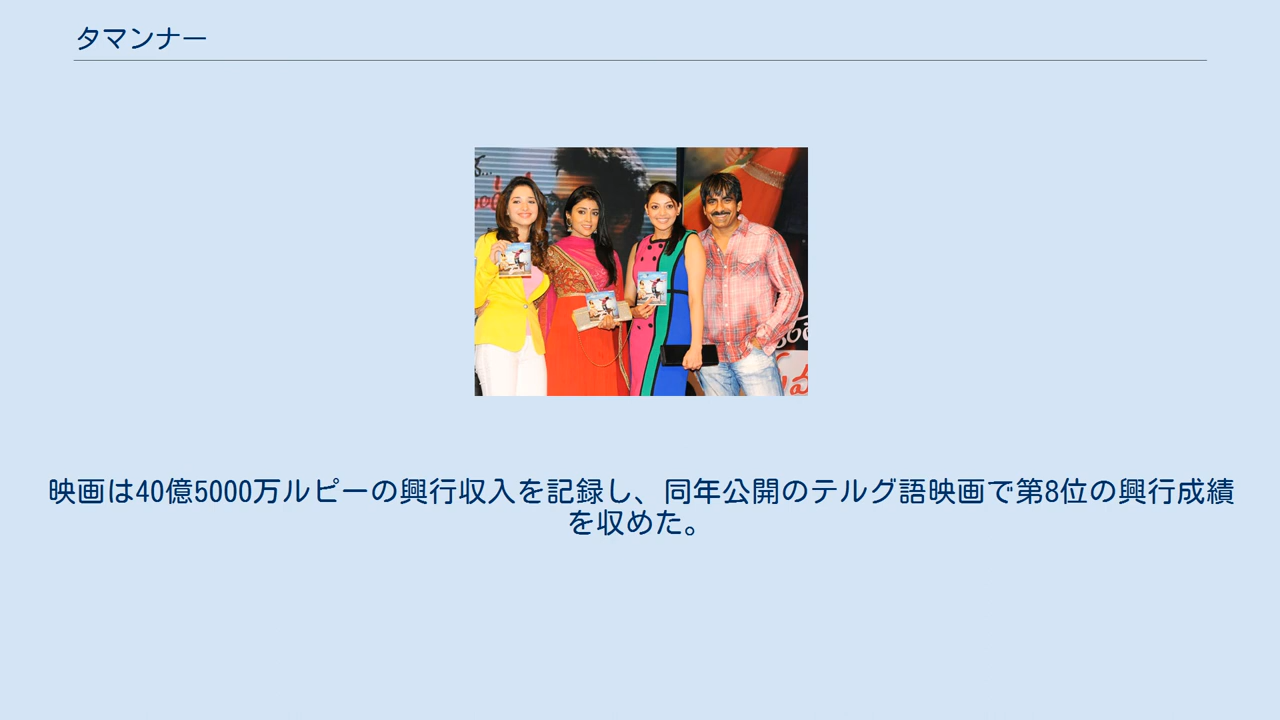 タマンナー
映画は40億5000万ルピーの興行収入を記録し、同年公開のテルグ語映画で第8位の興行成績
を収めた。